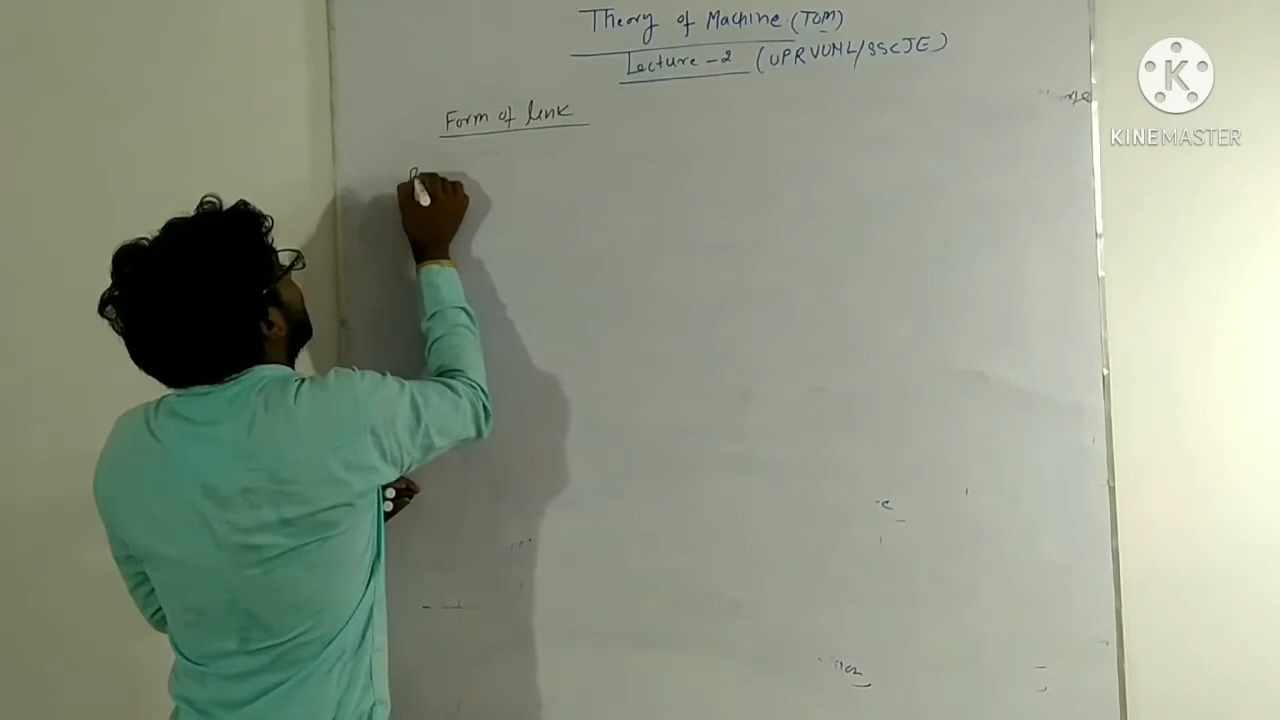 Theory of Machine (TOM)
Lecture -2 (UPRVUNL/SSCJE)
Form of link
K
KINEMASTER